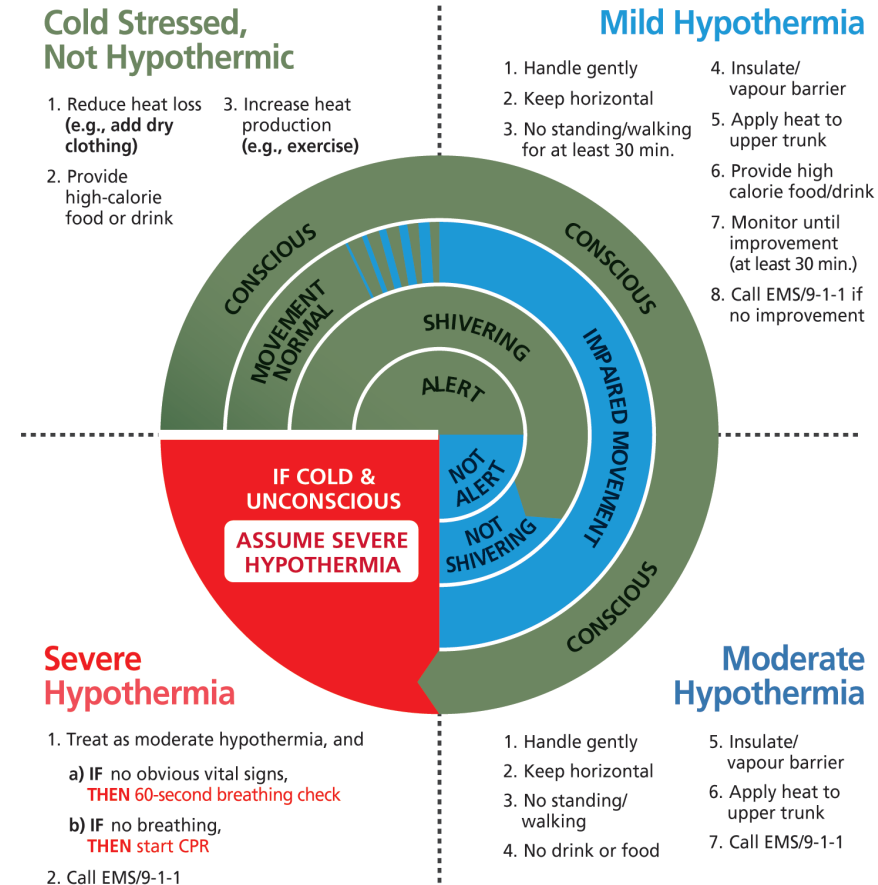 Cold Stressed,
Not Hypothermic
1. Reduce heat loss
(e.g., add dry
clothing)
2. Provide
high-calorie
food or drink
3. Increase heat
production
(e.g., exercise)
Mild Hypothermia
1. Handle gently
2. Keep horizontal
3. No standing/walking
for at least 30 min.
4. Insulate/
vapour barrier
5. Apply heat to
upper trunk
6. Provide high
calorie food/drink
7. Monitor until
improvement
(at least 30 min.)
8. Call EMS/9-1-1 if
no improvement
CONSCIOUS
MOVEMENT
NORMAL
SHIVERING
ALERT
CONSCIOUS
IMPAIRED MOVEMENT
NOT
ALERT
NOT
SHIVERING
CONSCIOUS
IF COLD &
UNCONSCIOUS
ASSUME SEVERE
HYPOTHERMIA
Severe
Hypothermia
1. Treat as moderate hypothermia, and
a) IF no obvious vital signs,
THEN 60-second breathing check
b) IF no breathing,
THEN start CPR
2. Call EMS/9-1-1
Moderate
Hypothermia
1. Handle gently
2. Keep horizontal
3. No standing/
walking
4. No drink or food
5. Insulate/
vapour barrier
6. Apply heat to
upper trunk
7. Call EMS/9-1-1